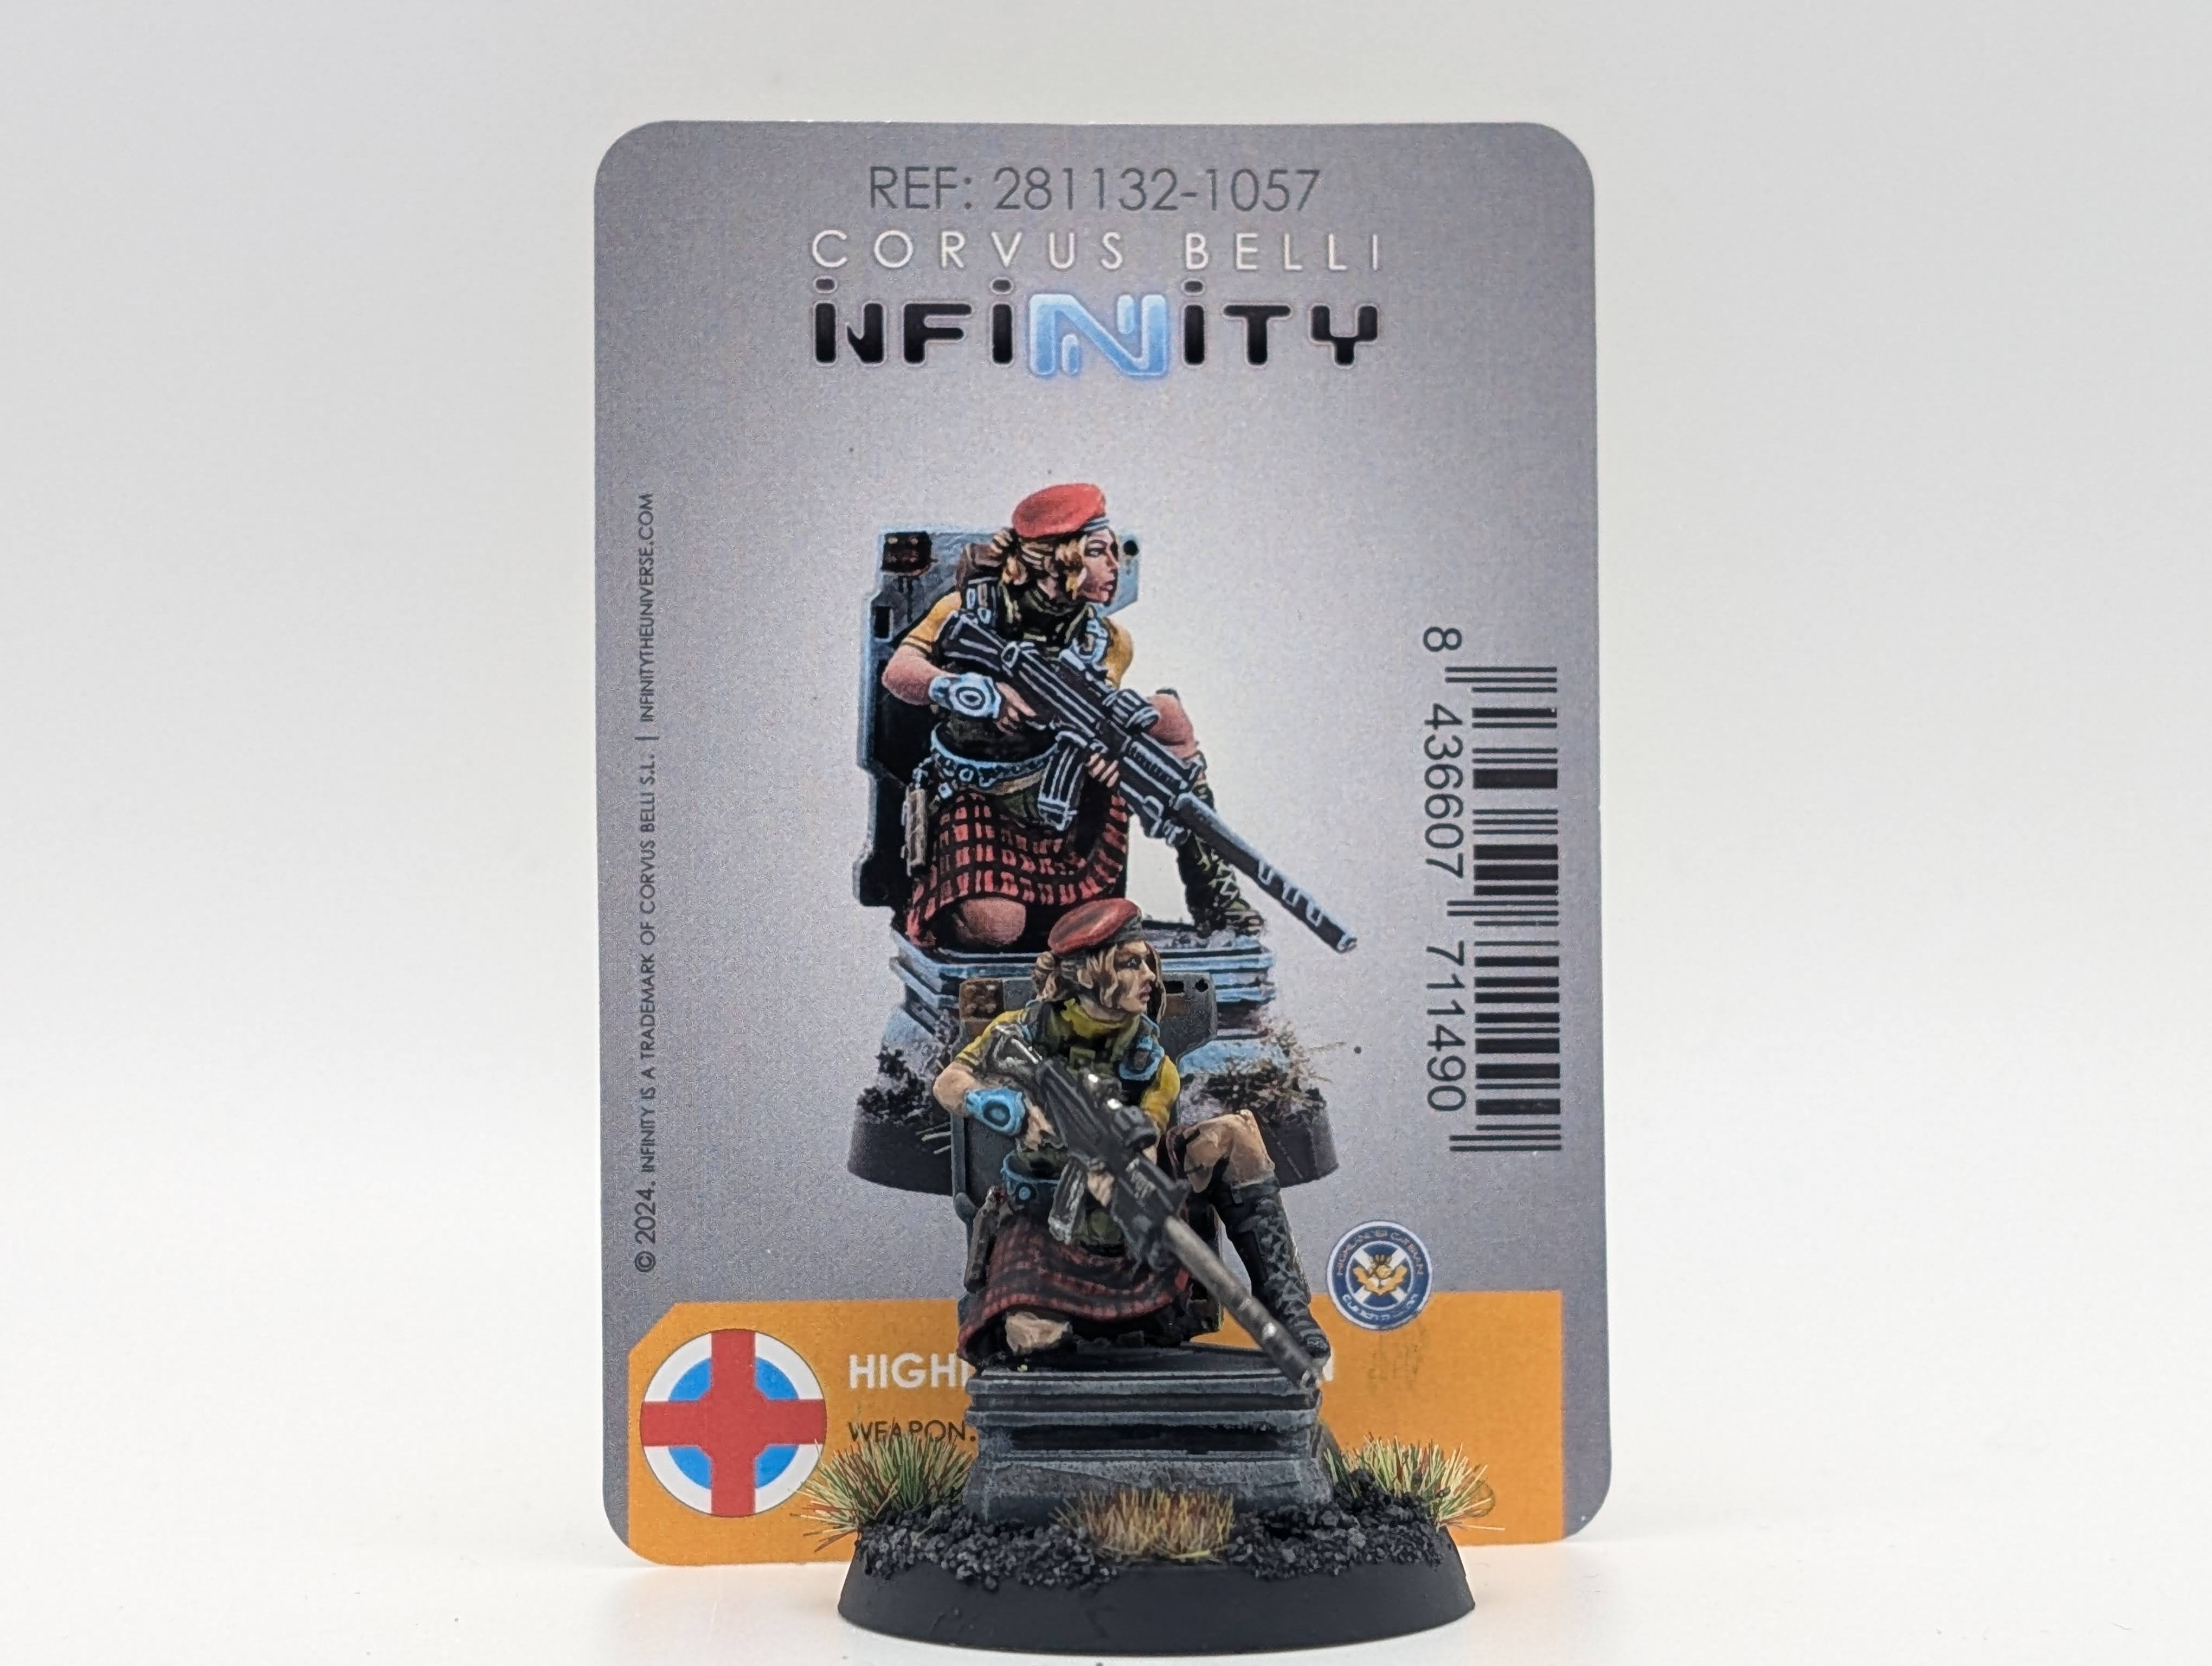 REF: 281132-1057
CORVUS BELLI
INFINITY
© 2024. INFINITY IS A TRADEMARK OF CORVUS BELLI S.L. | INFINITYTHEUNIVERSE.COM
8 436607 711490
HIGH
WEAPON.